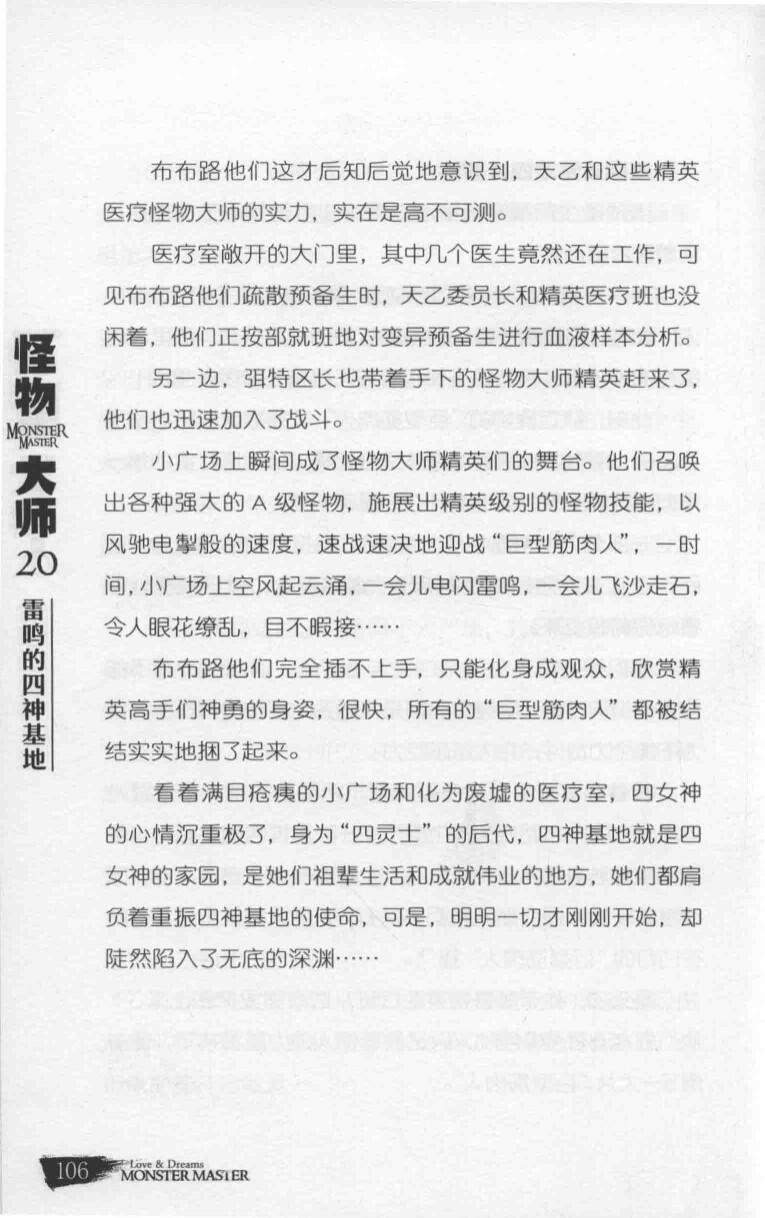 布布路他们这才后知后觉地意识到，天乙和这些精英
医疗怪物大师的实力，实在是高不可测。
医疗室敞开的大门里，其中几个医生竟然还在工作，可
见布布路他们疏散预备生时，天乙委员长和精英医疗班也没
闲着，他们正按部就班地对变异预备生进行血液样本分析。
另一边，弭特区长也带着手下的怪物大师精英赶来了，
他们也迅速加入了战斗。
小广场上瞬间成了怪物大师精英们的舞台。他们召唤
出各种强大的 A 级怪物，施展出精英级别的怪物技能，以
风驰电掣般的速度，速战速决地迎战“巨型筋肉人”，一时
间，小广场上空风起云涌，一会儿电闪雷鸣，一会儿飞沙走石，
令人眼花缭乱，目不暇接……
布布路他们完全插不上手，只能化身成观众，欣赏精
英高手们神勇的身姿，很快，所有的“巨型筋肉人”都被结
结实实地捆了起来。
看着满目疮痍的小广场和化为废墟的医疗室，四女神
的心情沉重极了，身为“四灵士”的后代，四神基地就是四
女神的家园，是她们祖辈生活和成就伟业的地方，她们都肩
负着重振四神基地的使命，可是，明明一切才刚刚开始，却
陡然陷入了无底的深渊……
怪物
MONSTER
MASTER
大师
20
雷鸣的四神基地
106
Love & Dreams
MONSTER MASTER